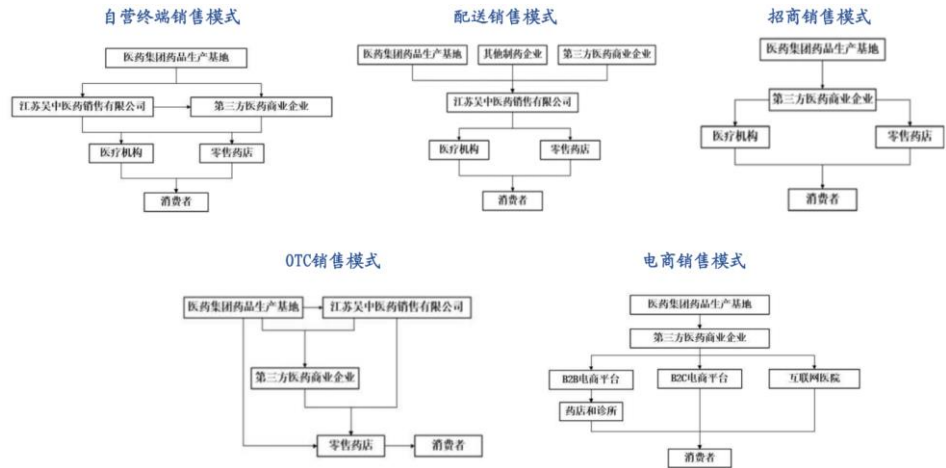 自营终端销售模式
医药集团药品生产基地
江苏吴中医药销售有限公司
第三方医药商业企业
医疗机构
零售药店
消费者
配送销售模式
医药集团药品生产基地
其他制药企业
第三方医药商业企业
江苏吴中医药销售有限公司
医疗机构
零售药店
消费者
招商销售模式
医药集团药品生产基地
第三方医药商业企业
医疗机构
零售药店
消费者
OTC销售模式
医药集团药品生产基地
江苏吴中医药销售有限公司
第三方医药商业企业
零售药店
消费者
电商销售模式
医药集团药品生产基地
第三方医药商业企业
B2B电商平台
B2C电商平台
互联网医院
药店和诊所
消费者